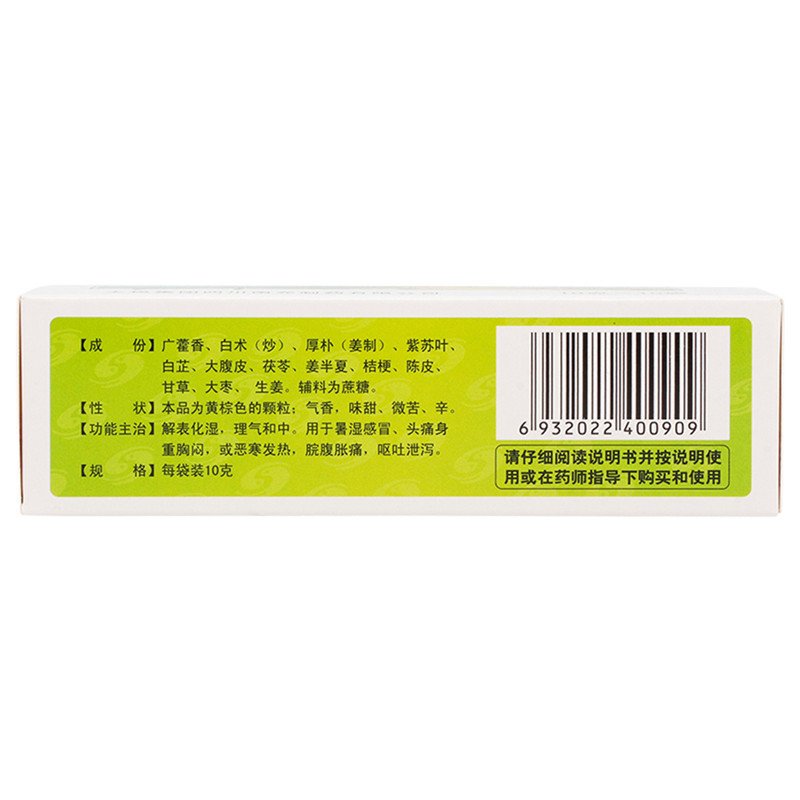 【成　份】广藿香、白术（炒）、厚朴（姜制）、紫苏叶、
白芷、大腹皮、茯苓、姜半夏、桔梗、陈皮、
甘草、大枣、生姜。辅料为蔗糖。
【性　状】本品为黄棕色的颗粒；气香，味甜、微苦、辛。
【功能主治】解表化湿，理气和中。用于暑湿感冒、头痛身
重胸闷，或恶寒发热，脘腹胀痛，呕吐泄泻。
【规　格】每袋装10克
6 932022 400909
请仔细阅读说明书并按说明使
用或在药师指导下购买和使用